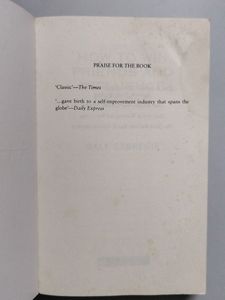 PRAISE FOR THE BOOK
'Classic'—The Times
'...gave birth to a self-improvement industry that spans the
globe'—Daily Express